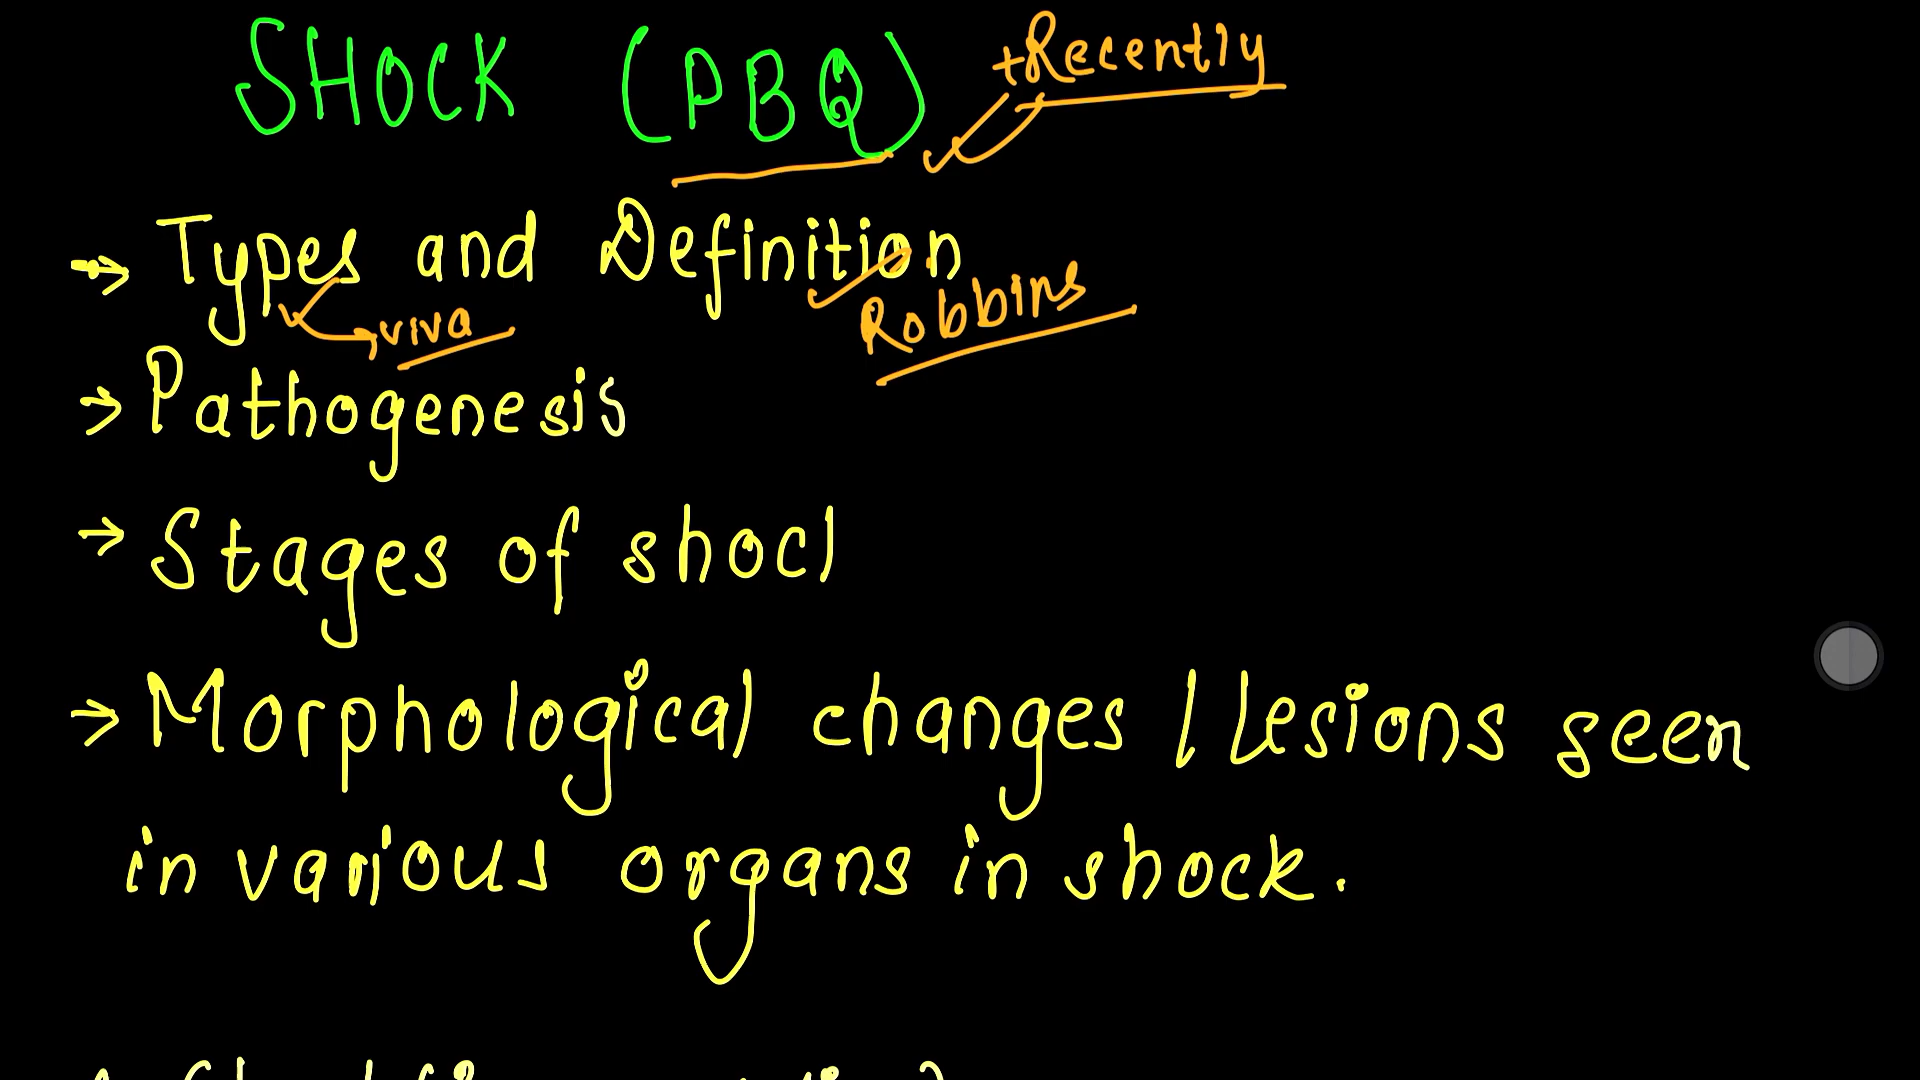 SHOCK (PBQ) +Recently
→ Types and Definition
viva Robbins
→ Pathogenesis
→ Stages of shocl
→ Morphological changes / Lesions seen
in various organs in shock.